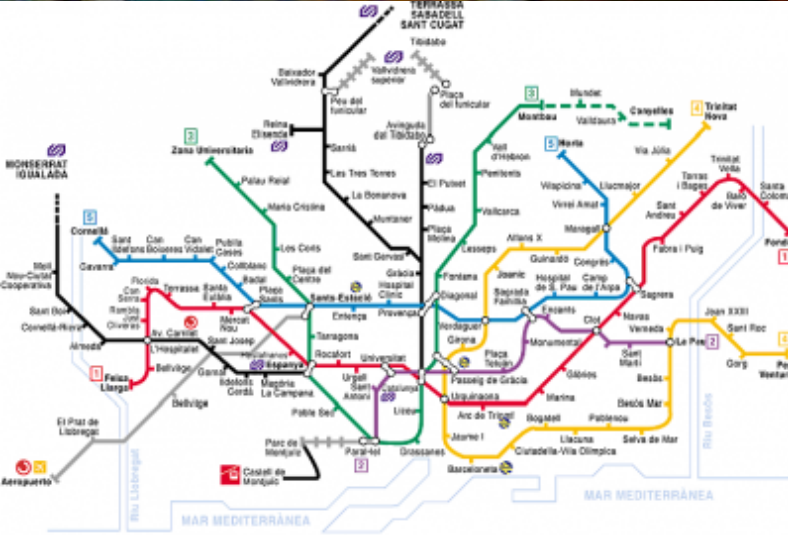 TERRASSA
SABADELL
SANT CUGAT
Tibidabo
Baixador
Vallvidrera
Vallvidrera
superior
Peu del
funicular
Plaça
del funicular
Avinguda
del Tibidabo
Reina
Elisenda
Sarrià
Les Tres Torres
La Bonanova
Muntaner
Sant Gervasi
Gràcia
El Putxet
Pàdua
Plaça
Molina
3
Montbau
Mundet
Valldaura
Canyelles
4
Trinitat
Nova
Via Júlia
5
Horta
Vilapicina
Virrei Amat
Llucmajor
Maragall
Congrés
Vall
d'Hebron
Penitents
Vallcarca
Lesseps
Fontana
Diagonal
Alfons X
Guinardó
Joanic
Sagrada
Família
Hospital
de S. Pau
Camp
de l'Arpa
Sagrera
Torras
i Bages
Trinitat
Vella
Baró
de Viver
Santa
Sant
Andreu
Fabra i Puig
1
MONSERRAT
IGUALADA
3
Zona Universitaria
Palau Reial
Maria Cristina
Les Corts
Plaça del
Centre
Sants-Estació
5
Cornellà
Gavarra
Sant
Ildefons
Can
Boixeres
Can
Vidalet
Pubilla
Cases
Collblanc
Badal
Plaça
Sants
Entença
Hospital
Clínic
Provença
Verdaguer
Girona
Encants
Monumental
Clot
Navas
Verneda
Sant
Martí
La Pau
2
Joan XXIII
Sant Roc
Gorg
4
Besòs
Besòs Mar
Selva de Mar
Poblenou
Llacuna
Bogatell
Ciutadella-Vila Olímpica
Barceloneta
Jaume I
Urquinaona
Arc de Triomf
Marina
Glòries
Passeig de Gràcia
Plaça
Catalunya
Universitat
Urgell
Rocafort
Sant
Antoni
Liceu
Drassanes
Paral·lel
2
Poble Sec
Tarragona
Espanya
Hostafrancs
Mercat
Nou
Santa
Eulàlia
Florida
Can
Serra
Rambla
Just
Oliveras
Av. Carrilet
L'Hospitalet
Bellvitge
1
Feixa
Llarga
Sant Josep
Gornal
Ildefons
Cerdà
Magòria
La Campana
Molí
Nou-Ciutat
Cooperativa
Sant Boi
Cornellà-Riera
Almeda
Bellvitge
El Prat de
Llobregat
Aeropuerto
Parc de
Montjuïc
Castell de
Montjuïc
Riu Llobregat
Riu Besòs
MAR MEDITERRÀNEA
MAR MEDITERRÀNEA